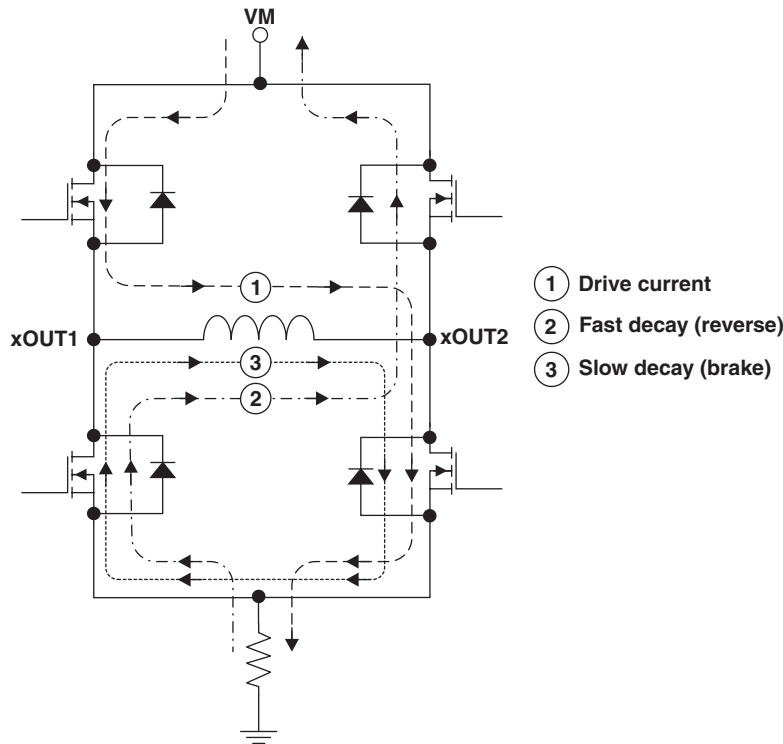 VM
1
xOUT1
xOUT2
3
2
1 Drive current
2 Fast decay (reverse)
3 Slow decay (brake)